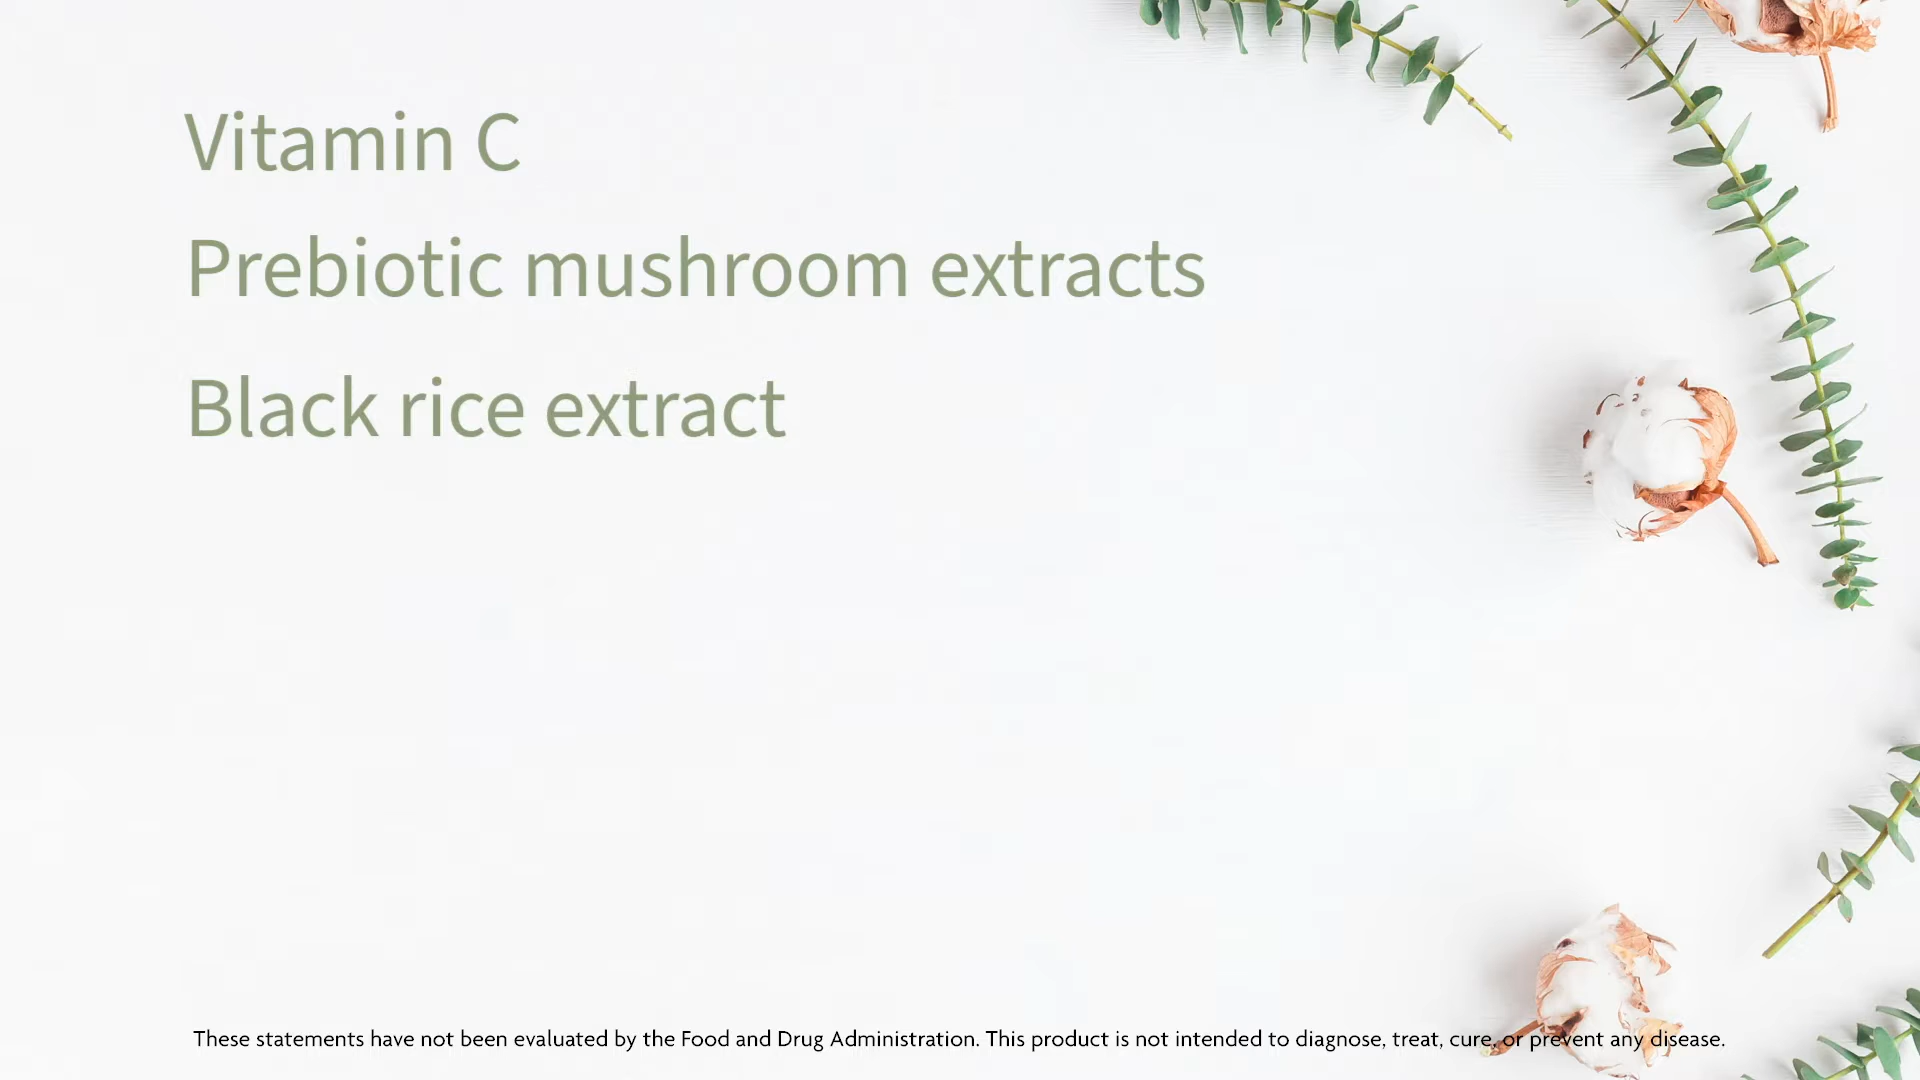 Vitamin C
Prebiotic mushroom extracts
Black rice extract
These statements have not been evaluated by the Food and Drug Administration. This product is not intended to diagnose, treat, cure, or prevent any disease.